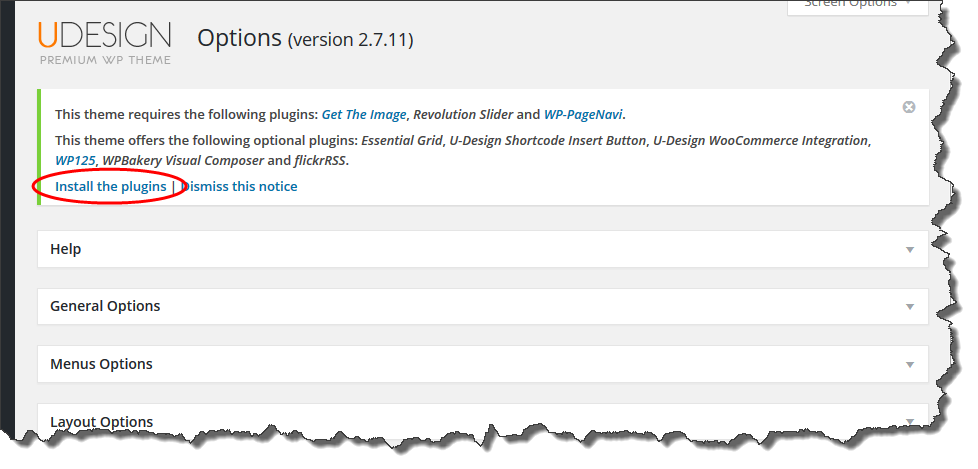 Screen Options
UDESIGN
PREMIUM WP THEME
Options (version 2.7.11)
This theme requires the following plugins: Get The Image, Revolution Slider and WP-PageNavi.
This theme offers the following optional plugins: Essential Grid, U-Design Shortcode Insert Button, U-Design WooCommerce Integration,
WP125, WPBakery Visual Composer and flickrRSS.
Install the plugins | Dismiss this notice
Help
General Options
Menus Options
Layout Options